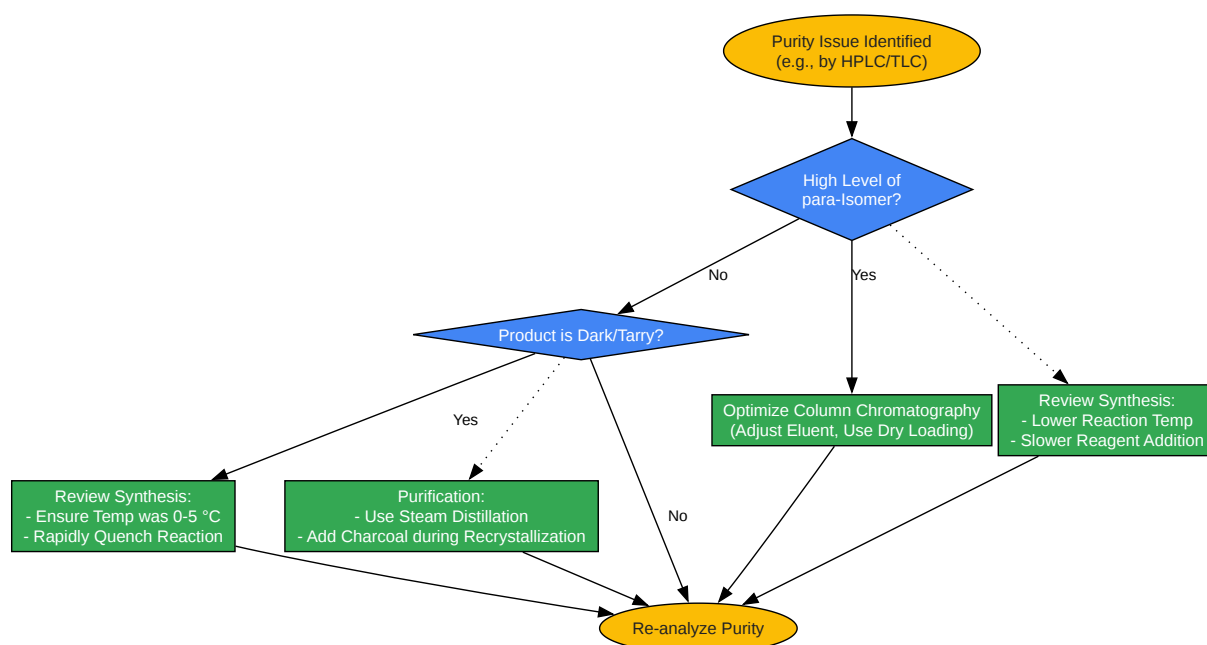 Purity Issue Identified
(e.g., by HPLC/TLC)
High Level of
para-Isomer?
No
Yes
Product is Dark/Tarry?
Optimize Column Chromatography
(Adjust Eluent, Use Dry Loading)
Review Synthesis:
- Lower Reaction Temp
- Slower Reagent Addition
Yes
Review Synthesis:
- Ensure Temp was 0-5 °C
- Rapidly Quench Reaction
Purification:
- Use Steam Distillation
- Add Charcoal during Recrystallization
No
Re-analyze Purity